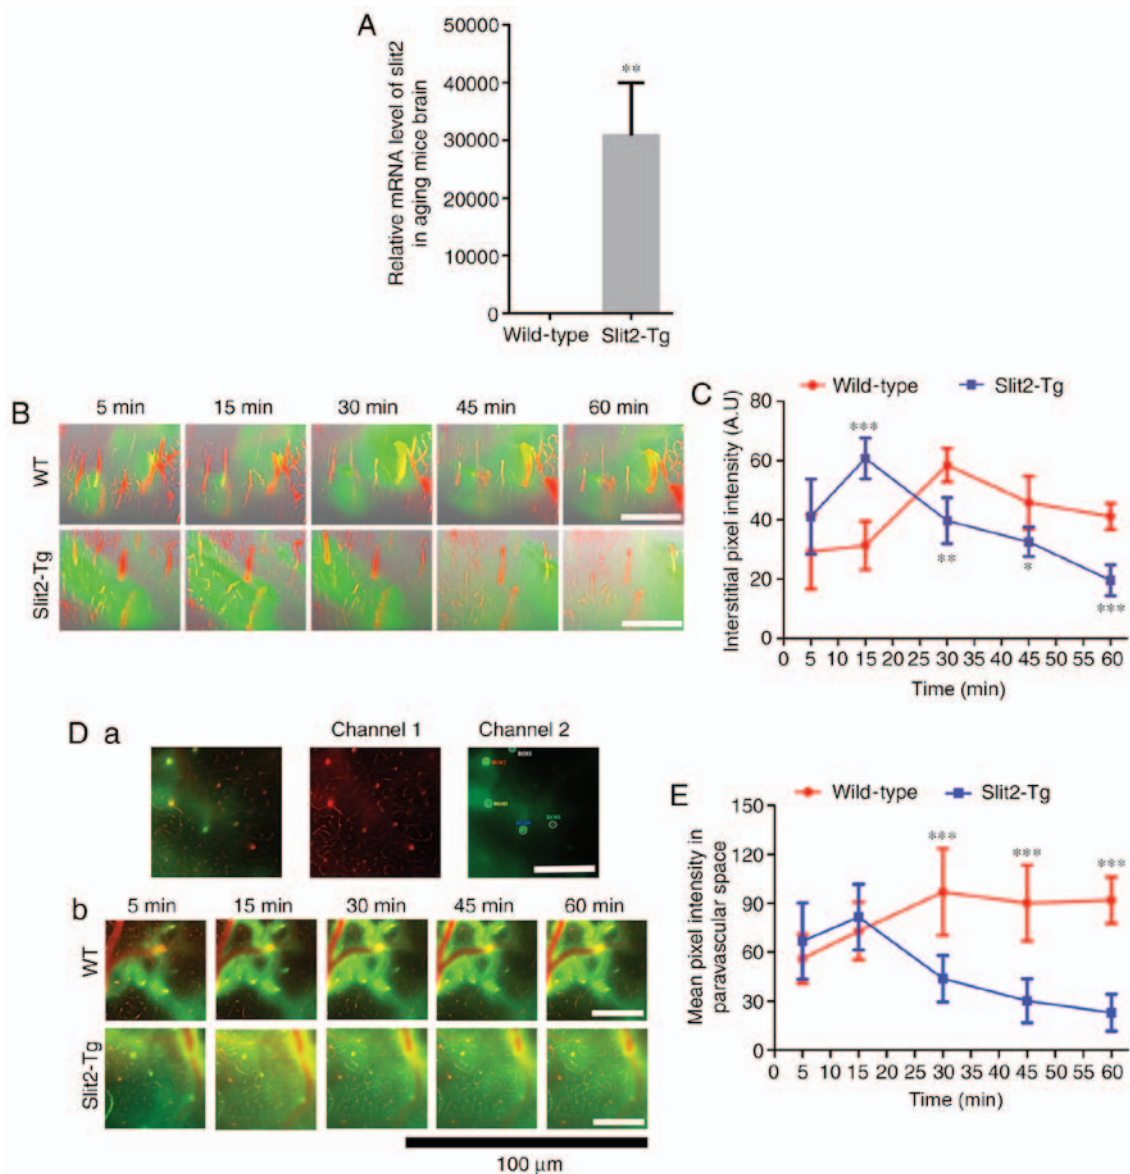 A
50000
40000
30000
20000
10000
0
Relative mRNA level of slit2
in aging mice brain
**
Wild-type
Slit2-Tg
B
5 min
15 min
30 min
45 min
60 min
WT
Slit2-Tg
C
Wild-type
Slit2-Tg
Interstitial pixel intensity (A.U)
80
60
40
20
0
***
**
*
***
0 5 10 15 20 25 30 35 40 45 50 55 60
Time (min)
D a
Channel 1
Channel 2
b
5 min
15 min
30 min
45 min
60 min
WT
Slit2-Tg
100 μm
E
Wild-type
Slit2-Tg
Mean pixel intensity in
paravascular space
150
120
90
60
30
0
***
***
***
0 5 10 15 20 25 30 35 40 45 50 55 60
Time (min)